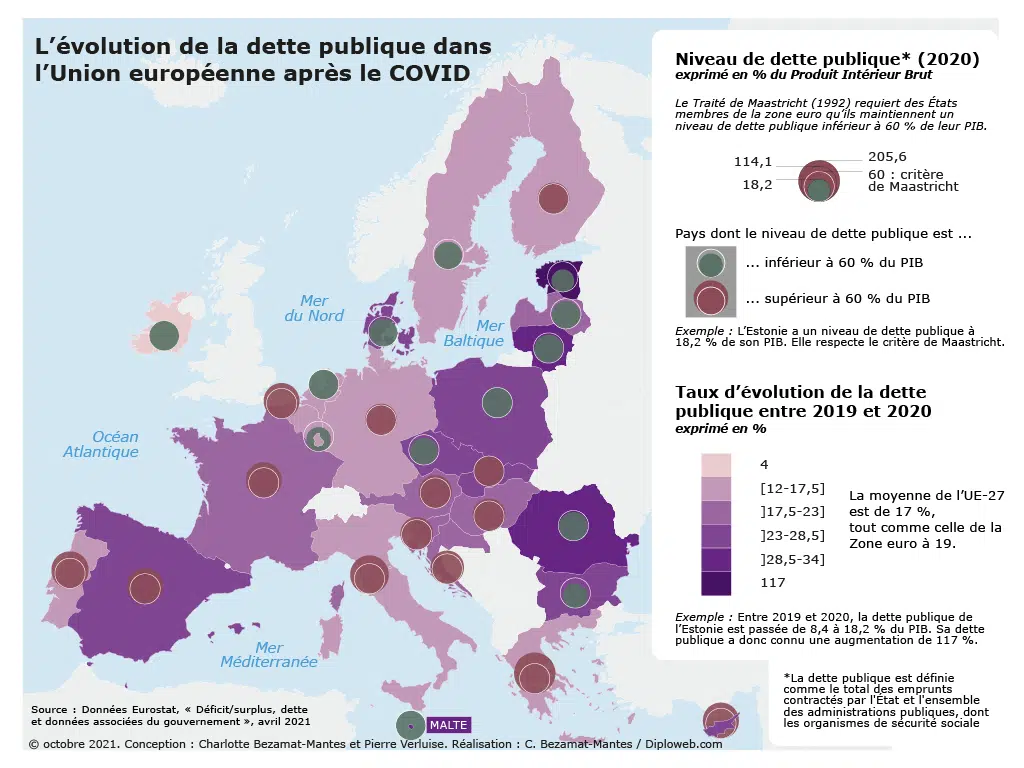 L’évolution de la dette publique dans
l’Union européenne après le COVID
Mer
du Nord
Mer
Baltique
Océan
Atlantique
Mer
Méditerranée
MALTE
Source : Données Eurostat, « Déficit/surplus, dette
et données associées du gouvernement », avril 2021
© octobre 2021. Conception : Charlotte Bezamat-Mantes et Pierre Verluise. Réalisation : C. Bezamat-Mantes / Diploweb.com
Niveau de dette publique* (2020)
exprimé en % du Produit Intérieur Brut
Le Traité de Maastricht (1992) requiert des États
membres de la zone euro qu’ils maintiennent un
niveau de dette publique inférieur à 60 % de leur PIB.
114,1
205,6
18,2
60 : critère
de Maastricht
Pays dont le niveau de dette publique est ...
... inférieur à 60 % du PIB
... supérieur à 60 % du PIB
Exemple : L’Estonie a un niveau de dette publique à
18,2 % de son PIB. Elle respecte le critère de Maastricht.
Taux d’évolution de la dette
publique entre 2019 et 2020
exprimé en %
4
[12-17,5]
]17,5-23]
]23-28,5]
]28,5-34]
117
La moyenne de l’UE-27
est de 17 %,
tout comme celle de la
Zone euro à 19.
Exemple : Entre 2019 et 2020, la dette publique de
l’Estonie est passée de 8,4 à 18,2 % du PIB. Sa dette
publique a donc connu une augmentation de 117 %.
*La dette publique est définie
comme le total des emprunts
contractés par l'État et l'ensemble
des administrations publiques, dont
les organismes de sécurité sociale